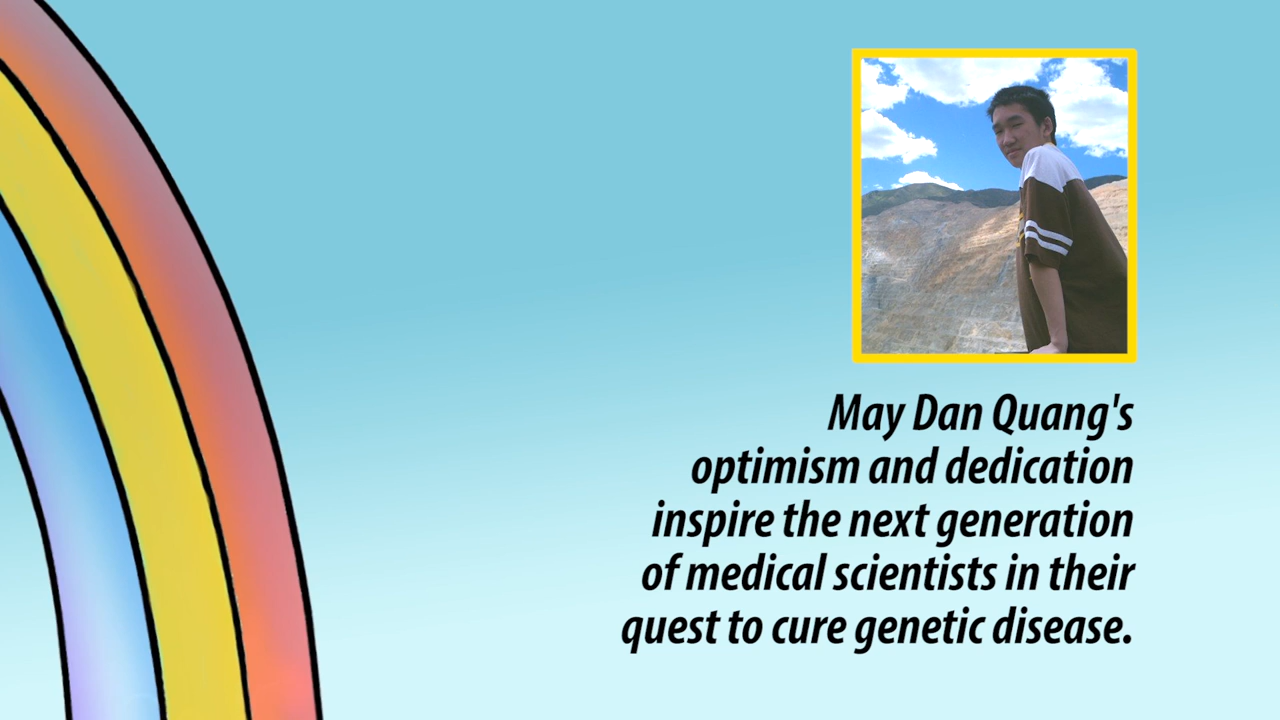 May Dan Quang's
optimism and dedication
inspire the next generation
of medical scientists in their
quest to cure genetic disease.